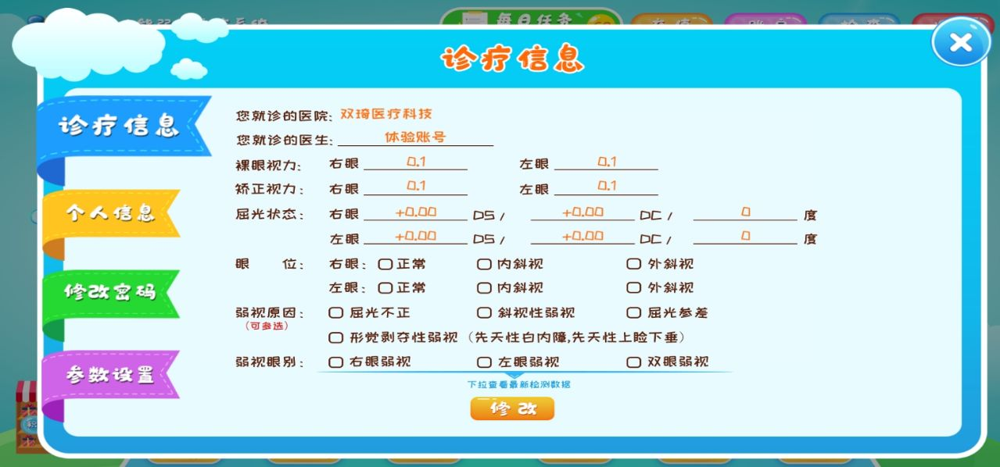 每日任务
诊疗信息
诊疗信息
个人信息
修改密码
参数设置
您就诊的医院: 双琦医疗科技
您就诊的医生: 体验账号
裸眼视力: 右眼 0.1 左眼 0.1
矫正视力: 右眼 0.1 左眼 0.1
屈光状态: 右眼 +0.00 DS / +0.00 DC / 0 度
左眼 +0.00 DS / +0.00 DC / 0 度
眼 位: 右眼: 正常 内斜视 外斜视
左眼: 正常 内斜视 外斜视
弱视原因: 屈光不正 斜视性弱视 屈光参差
(可多选)
形觉剥夺性弱视 (先天性白内障,先天性上睑下垂)
弱视眼别: 右眼弱视 左眼弱视 双眼弱视
下拉查看最新检测数据
修改